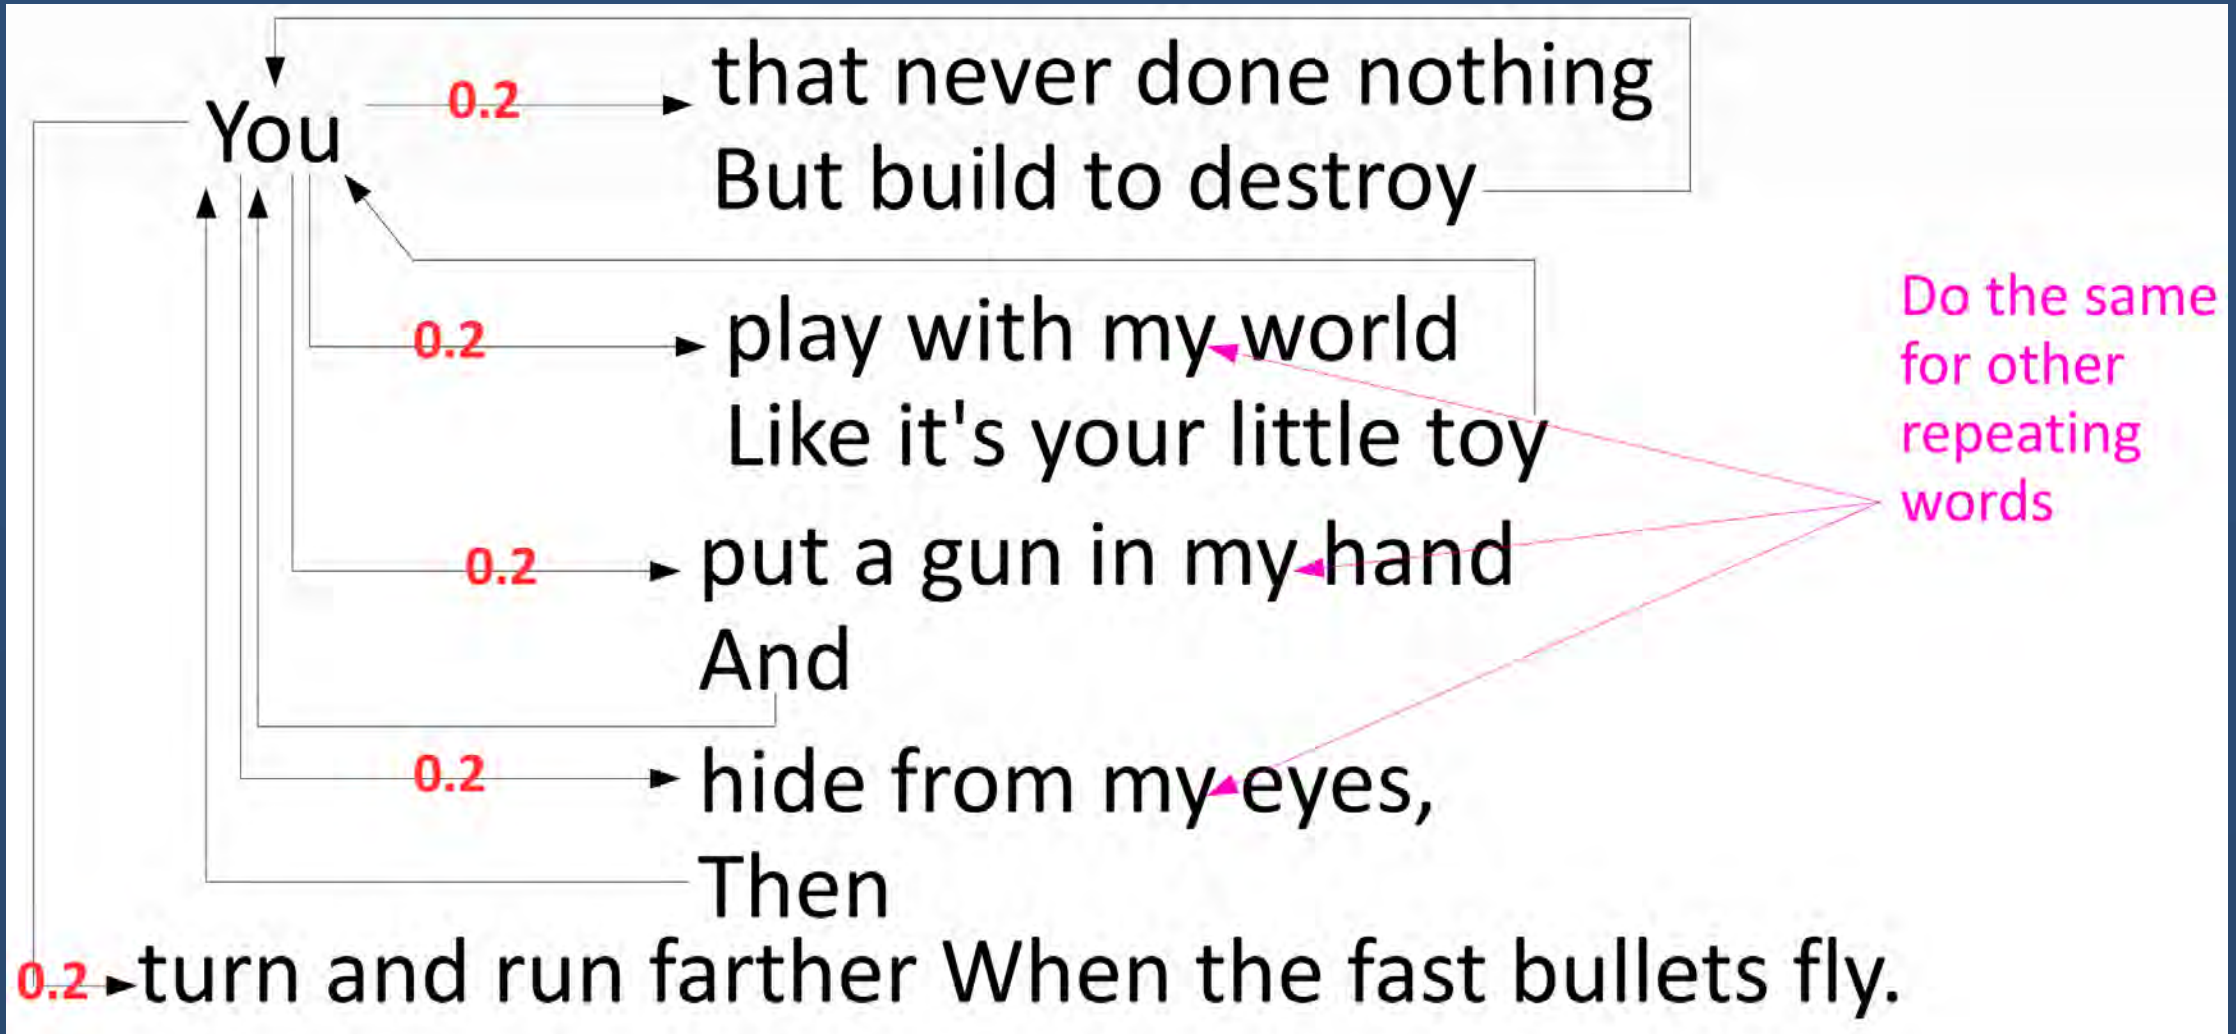 You
0.2
that never done nothing
But build to destroy
0.2
play with my world
Like it's your little toy
0.2
put a gun in my hand
And
0.2
hide from my eyes,
Then
0.2
turn and run farther When the fast bullets fly.
Do the same
for other
repeating
words